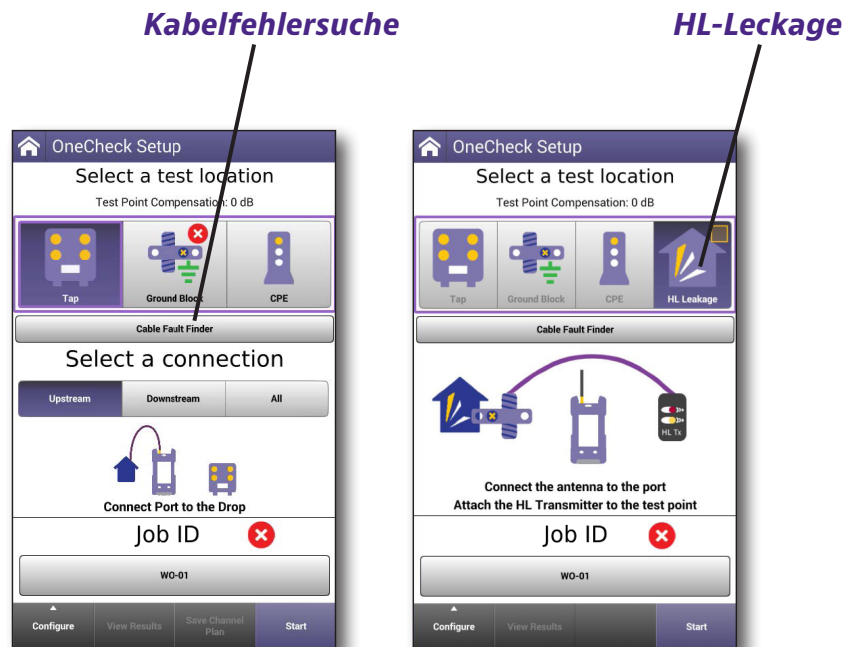 Kabelfehlersuche
HL-Leckage
OneCheck Setup
Select a test location
Test Point Compensation: 0 dB
Tap
Ground Block
CPE
Cable Fault Finder
Select a connection
Upstream
Downstream
All
Connect Port to the Drop
Job ID
WO-01
Configure
View Results
Save Channel
Plan
Start
OneCheck Setup
Select a test location
Test Point Compensation: 0 dB
Tap
Ground Block
CPE
HL Leakage
Cable Fault Finder
HL Tx
Connect the antenna to the port
Attach the HL Transmitter to the test point
Job ID
WO-01
Configure
View Results
Start